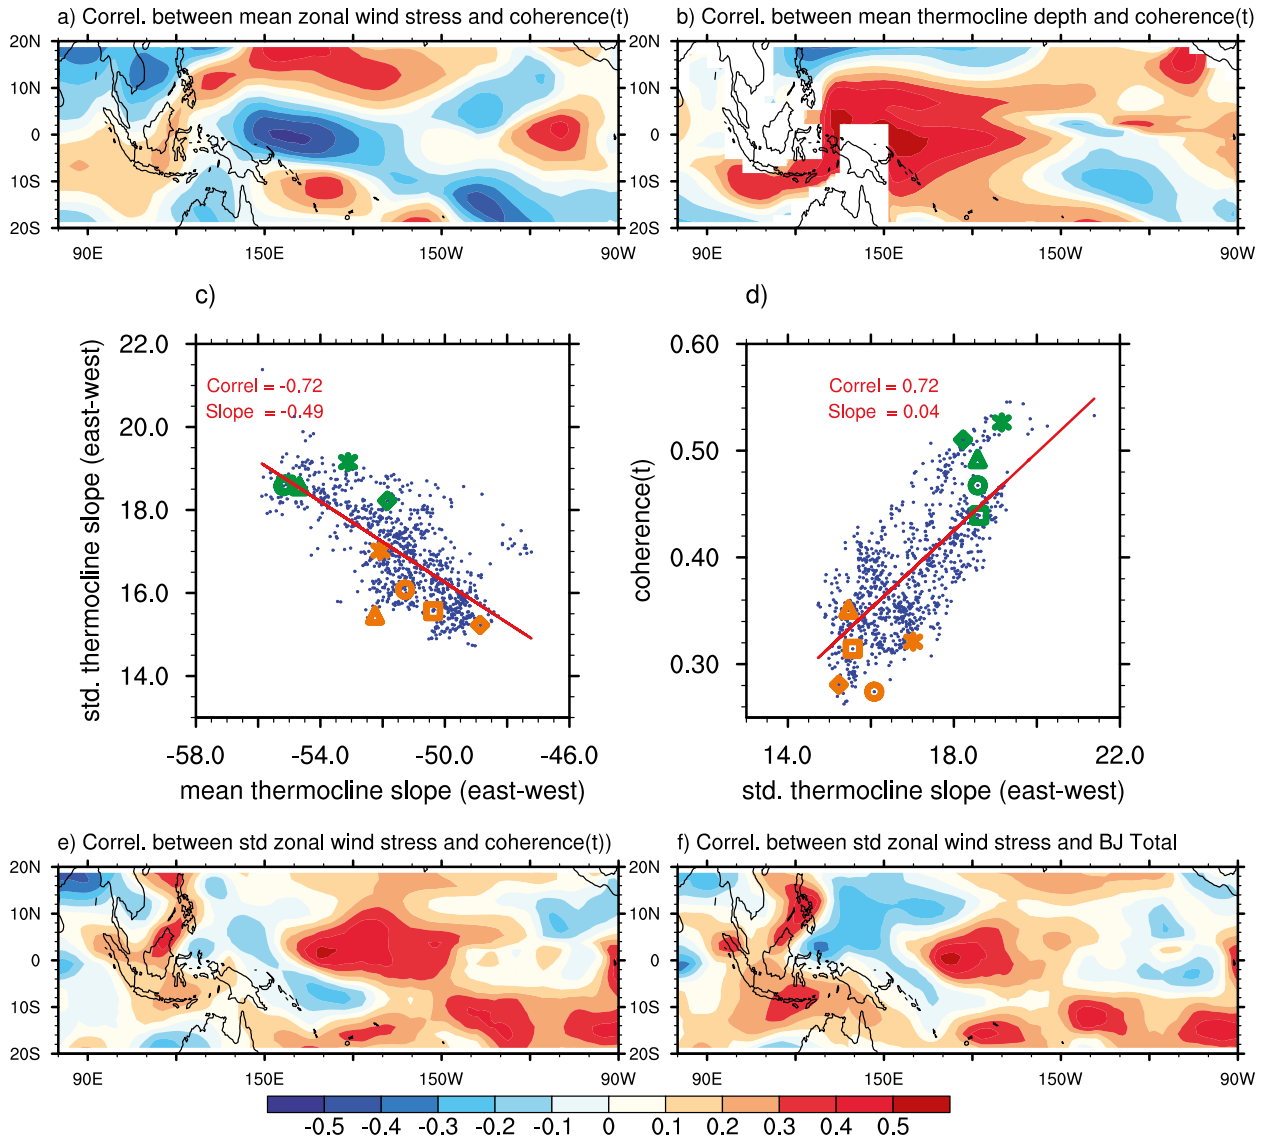 a) Correl. between mean zonal wind stress and coherence(t)
b) Correl. between mean thermocline depth and coherence(t)
20N
10N
0
10S
20S
90E 150E 150W 90W
20N
10N
0
10S
20S
90E 150E 150W 90W
c)
std. thermocline slope (east-west)
22.0
20.0
18.0
16.0
14.0
Correl = -0.72
Slope = -0.49
-58.0 -54.0 -50.0 -46.0
mean thermocline slope (east-west)
d)
coherence(t)
0.60
0.50
0.40
0.30
Correl = 0.72
Slope = 0.04
14.0 18.0 22.0
std. thermocline slope (east-west)
e) Correl. between std zonal wind stress and coherence(t))
f) Correl. between std zonal wind stress and BJ Total
20N
10N
0
10S
20S
90E 150E 150W 90W
20N
10N
0
10S
20S
90E 150E 150W 90W
-0.5 -0.4 -0.3 -0.2 -0.1 0 0.1 0.2 0.3 0.4 0.5